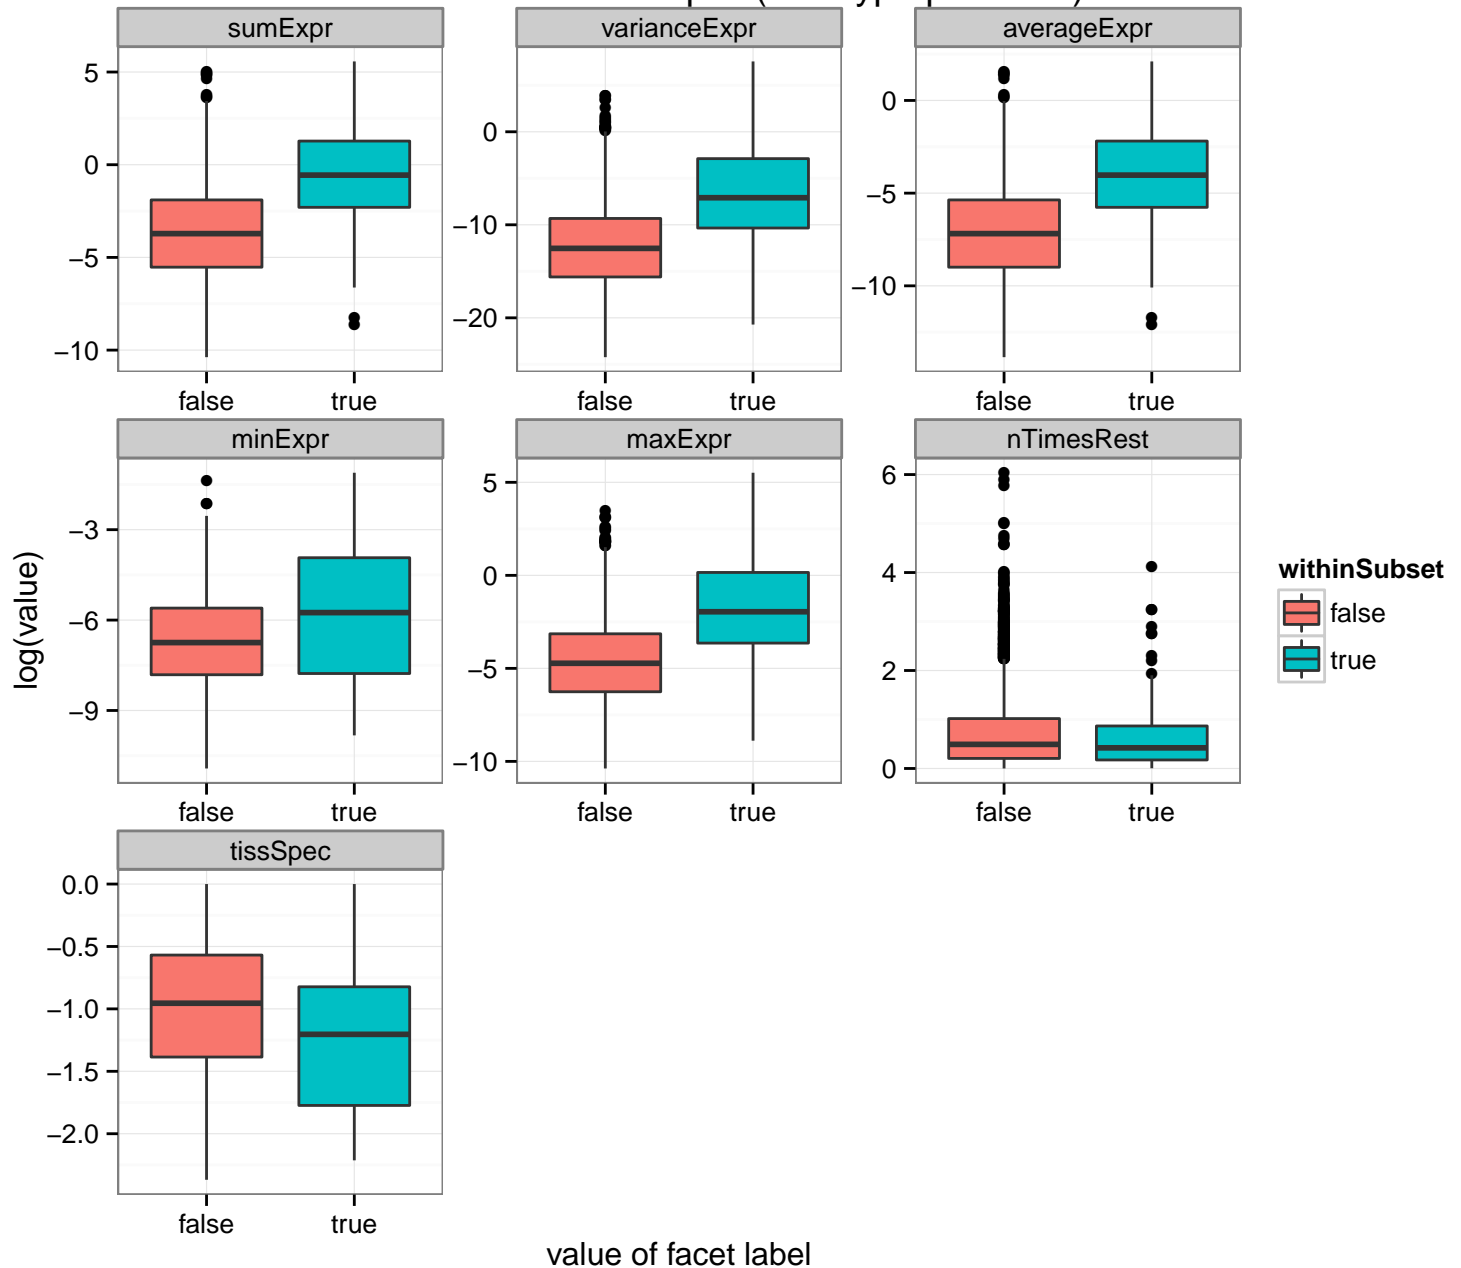 sumExpr varianceExpr averageExpr
5
0
−5
−10
0
−10
−20
0
−5
−10
false true false true false true
minExpr maxExpr nTimesRest
−3
−6
−9
5
0
−5
−10
6
4
2
0
false true false true false true
tissSpec
0.0
−0.5
−1.0
−1.5
−2.0
false true
log(value)
value of facet label
withinSubset
false
true